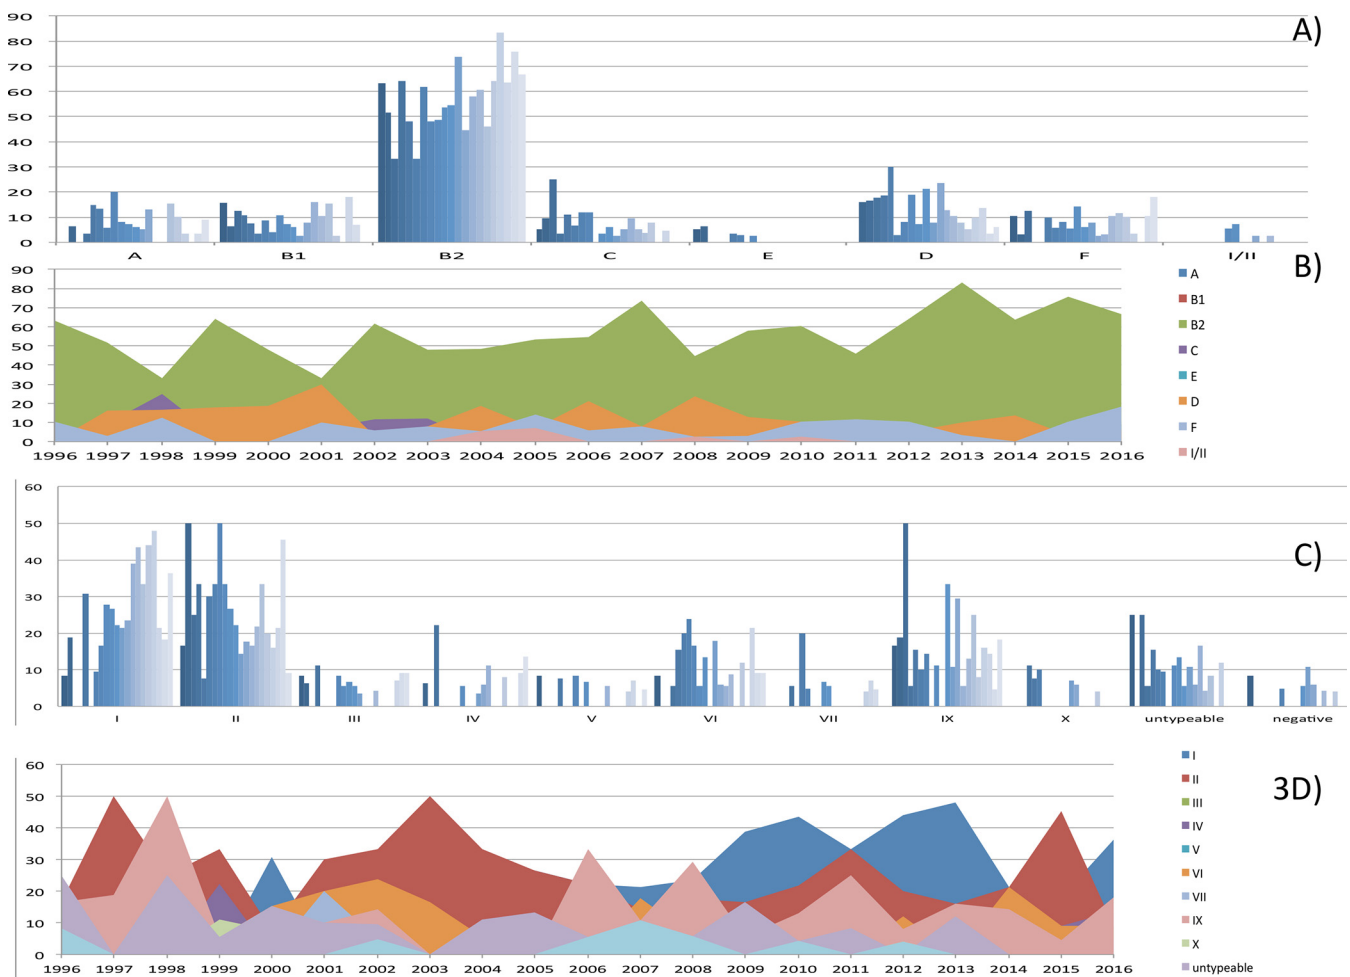 90
80
70
60
50
40
30
20
10
0
A B1 B2 C E D F I/II
A)
90
80
70
60
50
40
30
20
10
0
1996 1997 1998 1999 2000 2001 2002 2003 2004 2005 2006 2007 2008 2009 2010 2011 2012 2013 2014 2015 2016
B)
A
B1
B2
C
E
D
F
I/II
60
50
40
30
20
10
0
I II III IV V VI VII IX X untypeable negative
C)
60
50
40
30
20
10
0
1996 1997 1998 1999 2000 2001 2002 2003 2004 2005 2006 2007 2008 2009 2010 2011 2012 2013 2014 2015 2016
3D)
I
II
III
IV
V
VI
VII
IX
X
untypeable